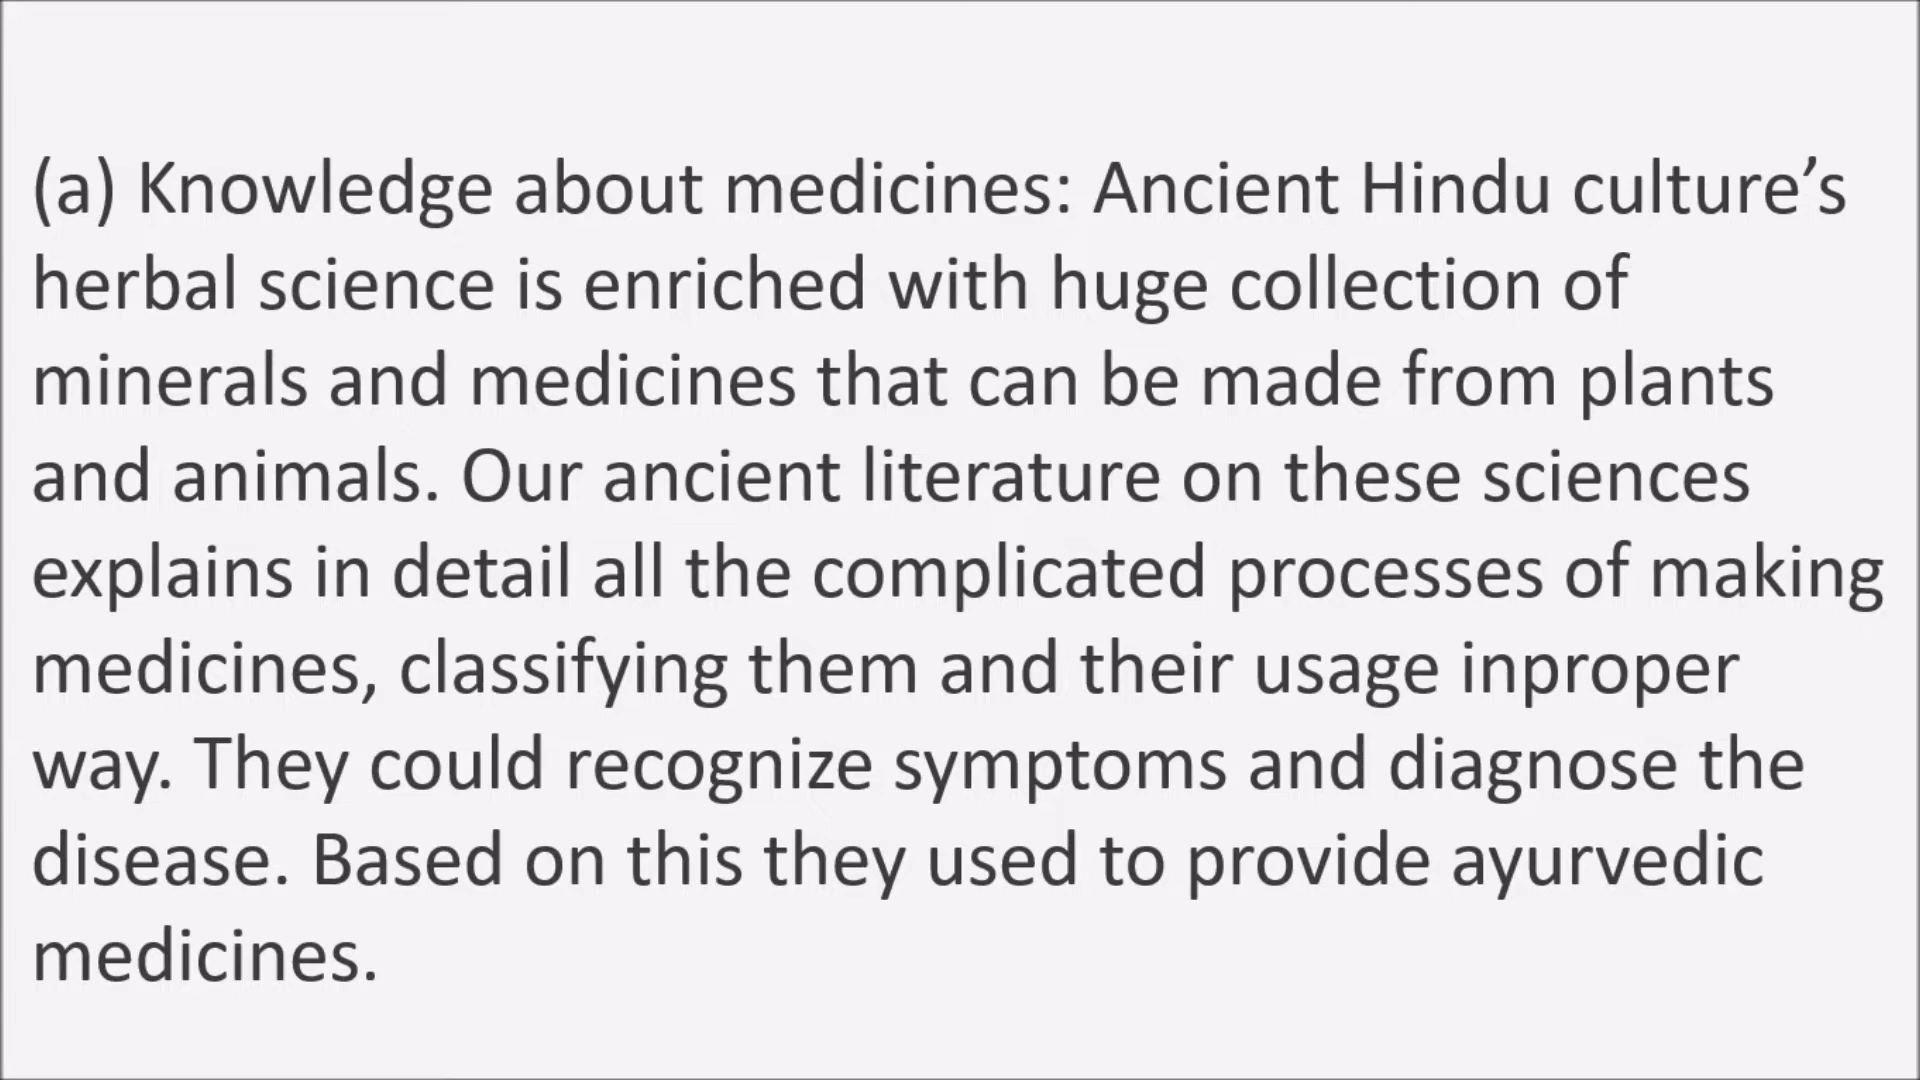 (a) Knowledge about medicines: Ancient Hindu culture’s
herbal science is enriched with huge collection of
minerals and medicines that can be made from plants
and animals. Our ancient literature on these sciences
explains in detail all the complicated processes of making
medicines, classifying them and their usage inproper
way. They could recognize symptoms and diagnose the
disease. Based on this they used to provide ayurvedic
medicines.